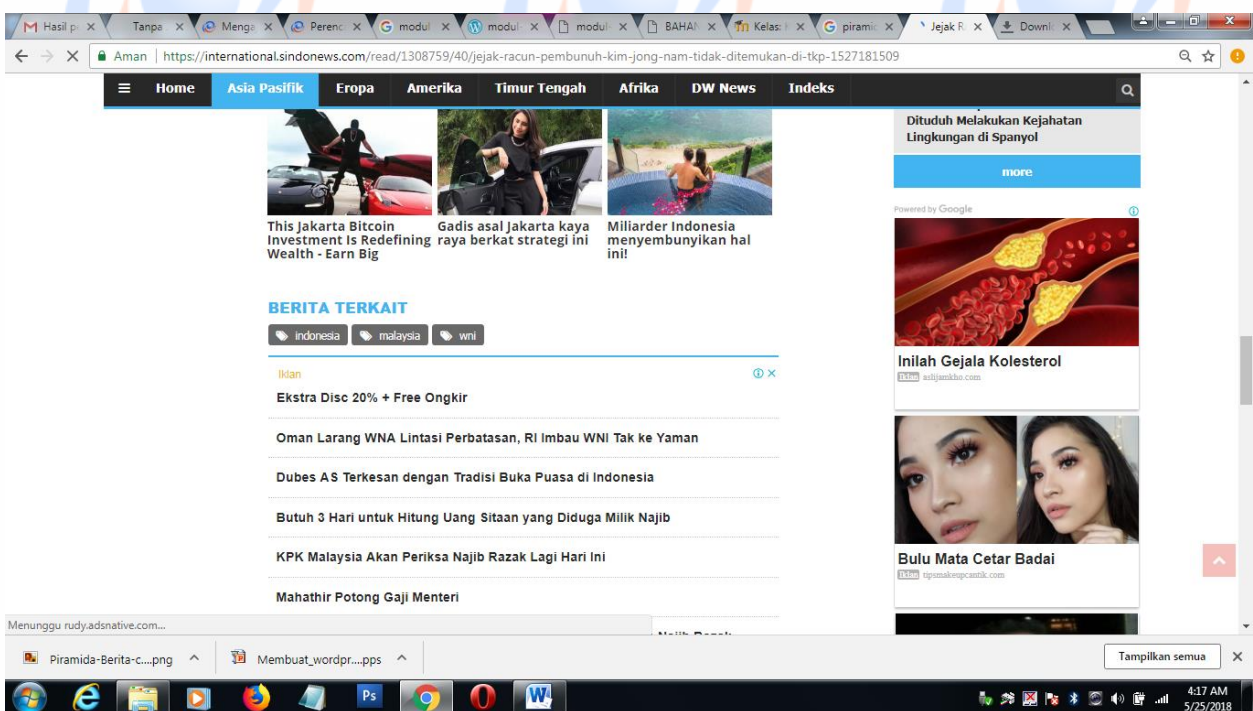 Hasil p
Tanpa
Menga
Perenc
modul
modul-
modul-
BAHAN
Kelas:
piramid
Jejak R
Downl
Aman | https://international.sindonews.com/read/1308759/40/jejak-racun-pembunuh-kim-jong-nam-tidak-ditemukan-di-tkp-1527181509
Home Asia Pasifik Eropa Amerika Timur Tengah Afrika DW News Indeks
Dituduh Melakukan Kejahatan
Lingkungan di Spanyol
more
Powered by Google
This Jakarta Bitcoin
Investment Is Redefining
Wealth - Earn Big
Gadis asal Jakarta kaya
raya berkat strategi ini
Miliarder Indonesia
menyembunyikan hal
ini!
BERITA TERKAIT
indonesia malaysia wni
Iklan
Ekstra Disc 20% + Free Ongkir
Oman Larang WNA Lintasi Perbatasan, RI Imbau WNI Tak ke Yaman
Dubes AS Terkesan dengan Tradisi Buka Puasa di Indonesia
Butuh 3 Hari untuk Hitung Uang Sitaan yang Diduga Milik Najib
KPK Malaysia Akan Periksa Najib Razak Lagi Hari Ini
Mahathir Potong Gaji Menteri
Inilah Gejala Kolesterol
Iklan aslijamkho.com
Bulu Mata Cetar Badai
Iklan tipsmakeupcantik.com
Menunggu rudy.adsnative.com...
Piramida-Berita-c....png
Membuat_wordpr....pps
Tampilkan semua
Ps
W
4:17 AM
5/25/2018